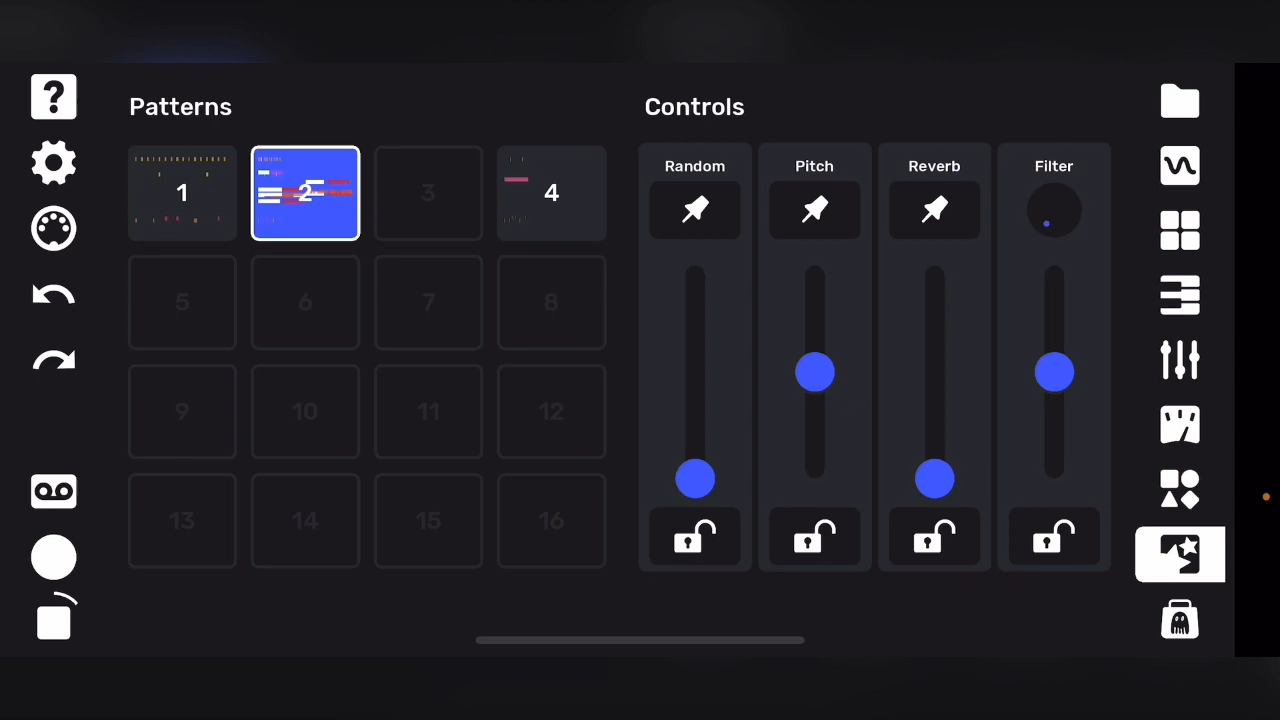 ?
Patterns
Controls
1
2
3
4
5
6
7
8
9
10
11
12
13
14
15
16
Random
Pitch
Reverb
Filter